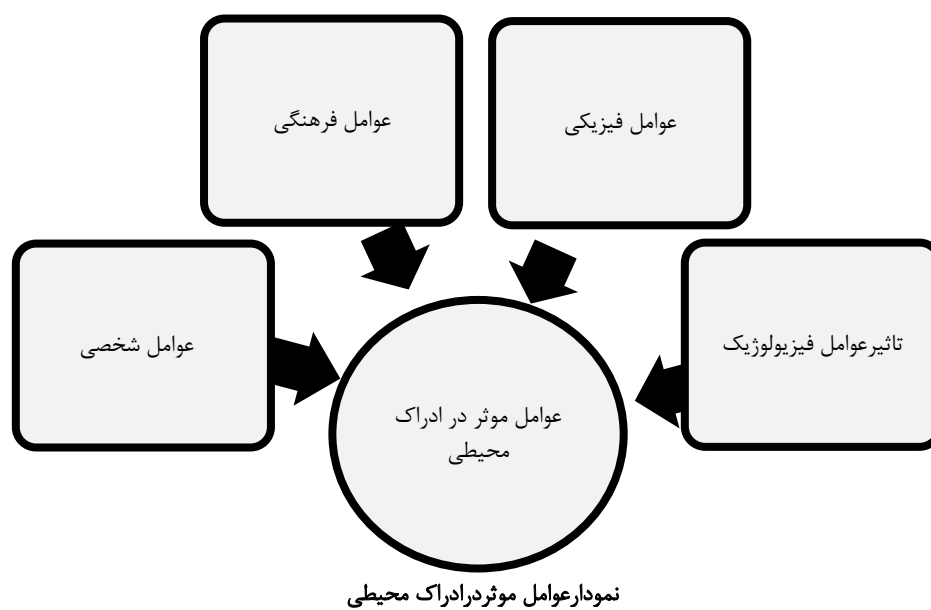 عوامل فیزیکی
عوامل فرهنگی
تاثیرعوامل فیزیولوژیک
عوامل شخصی
عوامل موثر در ادراک
محیطی
نمودارعوامل موثردرادراک محیطی